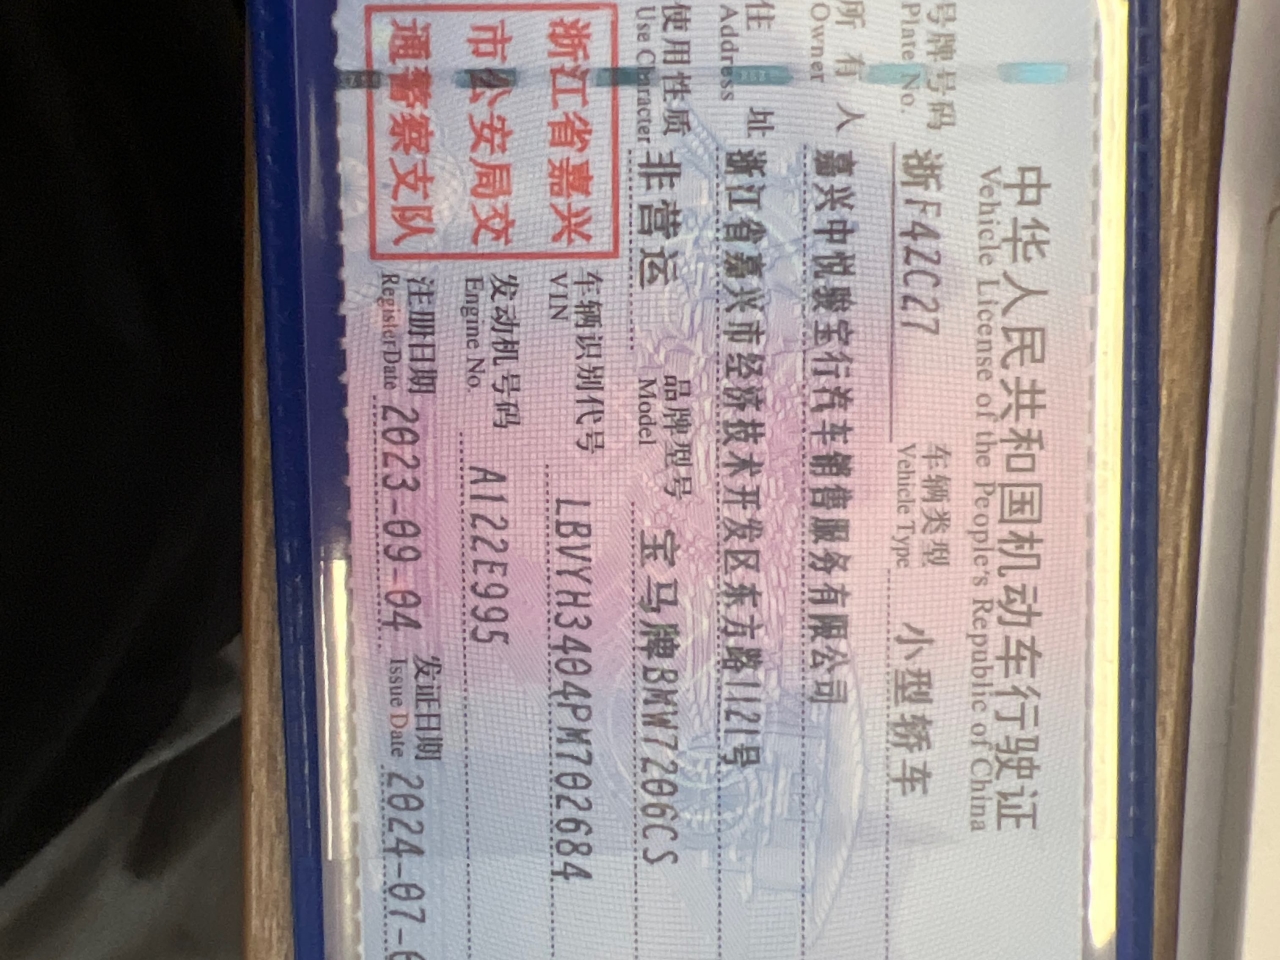 中华人民共和国机动车行驶证
Vehicle License of the People's Republic of China
号牌号码 浙F4ZC27 车辆类型 小型轿车
Plate No. Vehicle Type
所有人 嘉兴中悦骏宝行汽车销售服务有限公司
Owner
住址 浙江省嘉兴市经济技术开发区东方路1121号
Address
使用性质 非营运 品牌型号 宝马牌BMW7206CS
Use Character Model
浙江省嘉兴
市公安局交
通警察支队
车辆识别代号 LBVYH3404PM702684
VIN
发动机号码 A122E995
Engine No.
注册日期 2023-09-04 发证日期 2024-07-
Register Date Issue Date